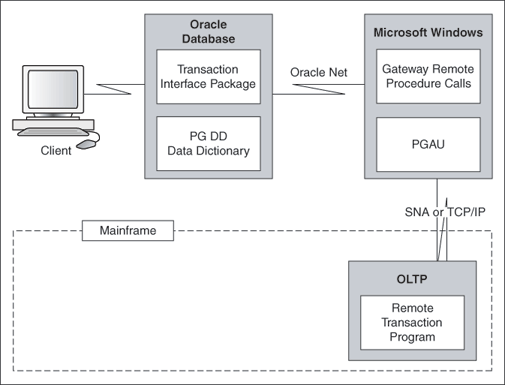 Oracle
Database
Transaction
Interface Package
PG DD
Data Dictionary
Client
Oracle Net
Microsoft Windows
Gateway Remote
Procedure Calls
PGAU
SNA or TCP/IP
Mainframe
OLTP
Remote
Transaction
Program